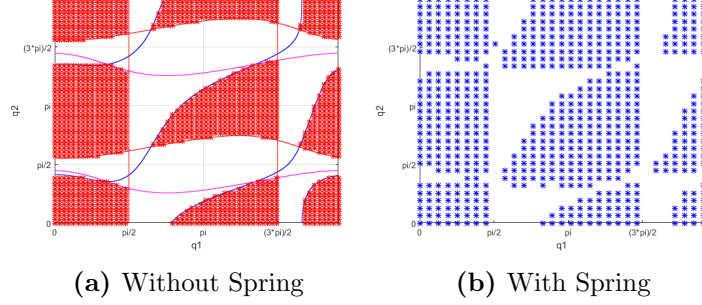 (3*pi)/2
pi
pi/2
0
q2
0
pi/2
pi
(3*pi)/2
q1
(a) Without Spring
(3*pi)/2
pi
pi/2
0
q2
0
pi/2
pi
(3*pi)/2
q1
(b) With Spring